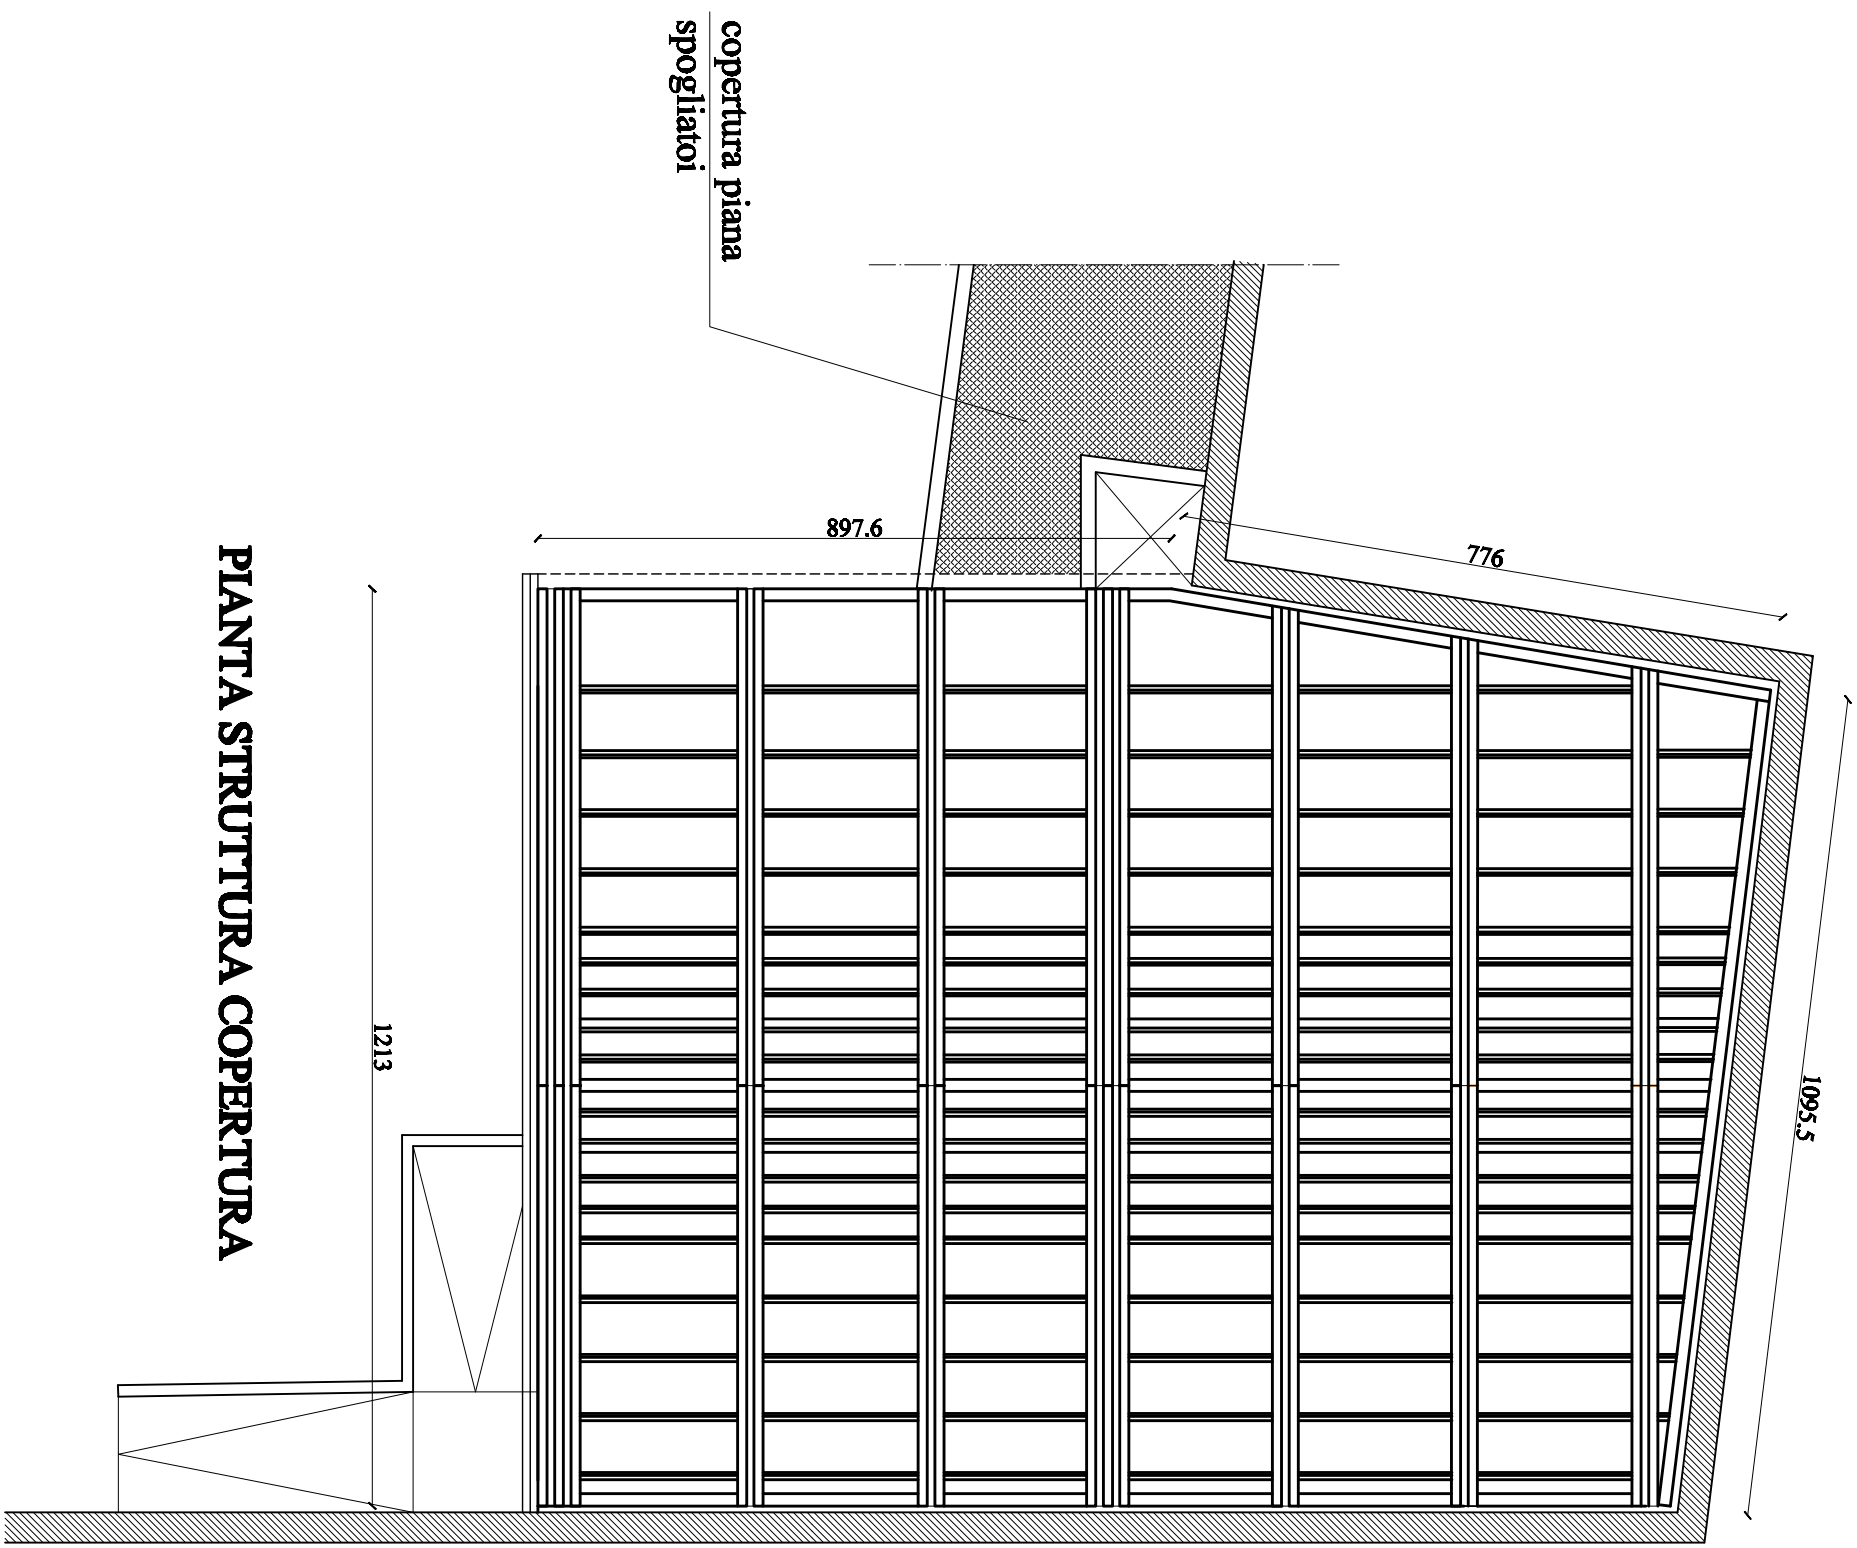 copertura piana
spogliatoi
897.6
776
1095.5
1213
PIANTA STRUTTURA COPERTURA